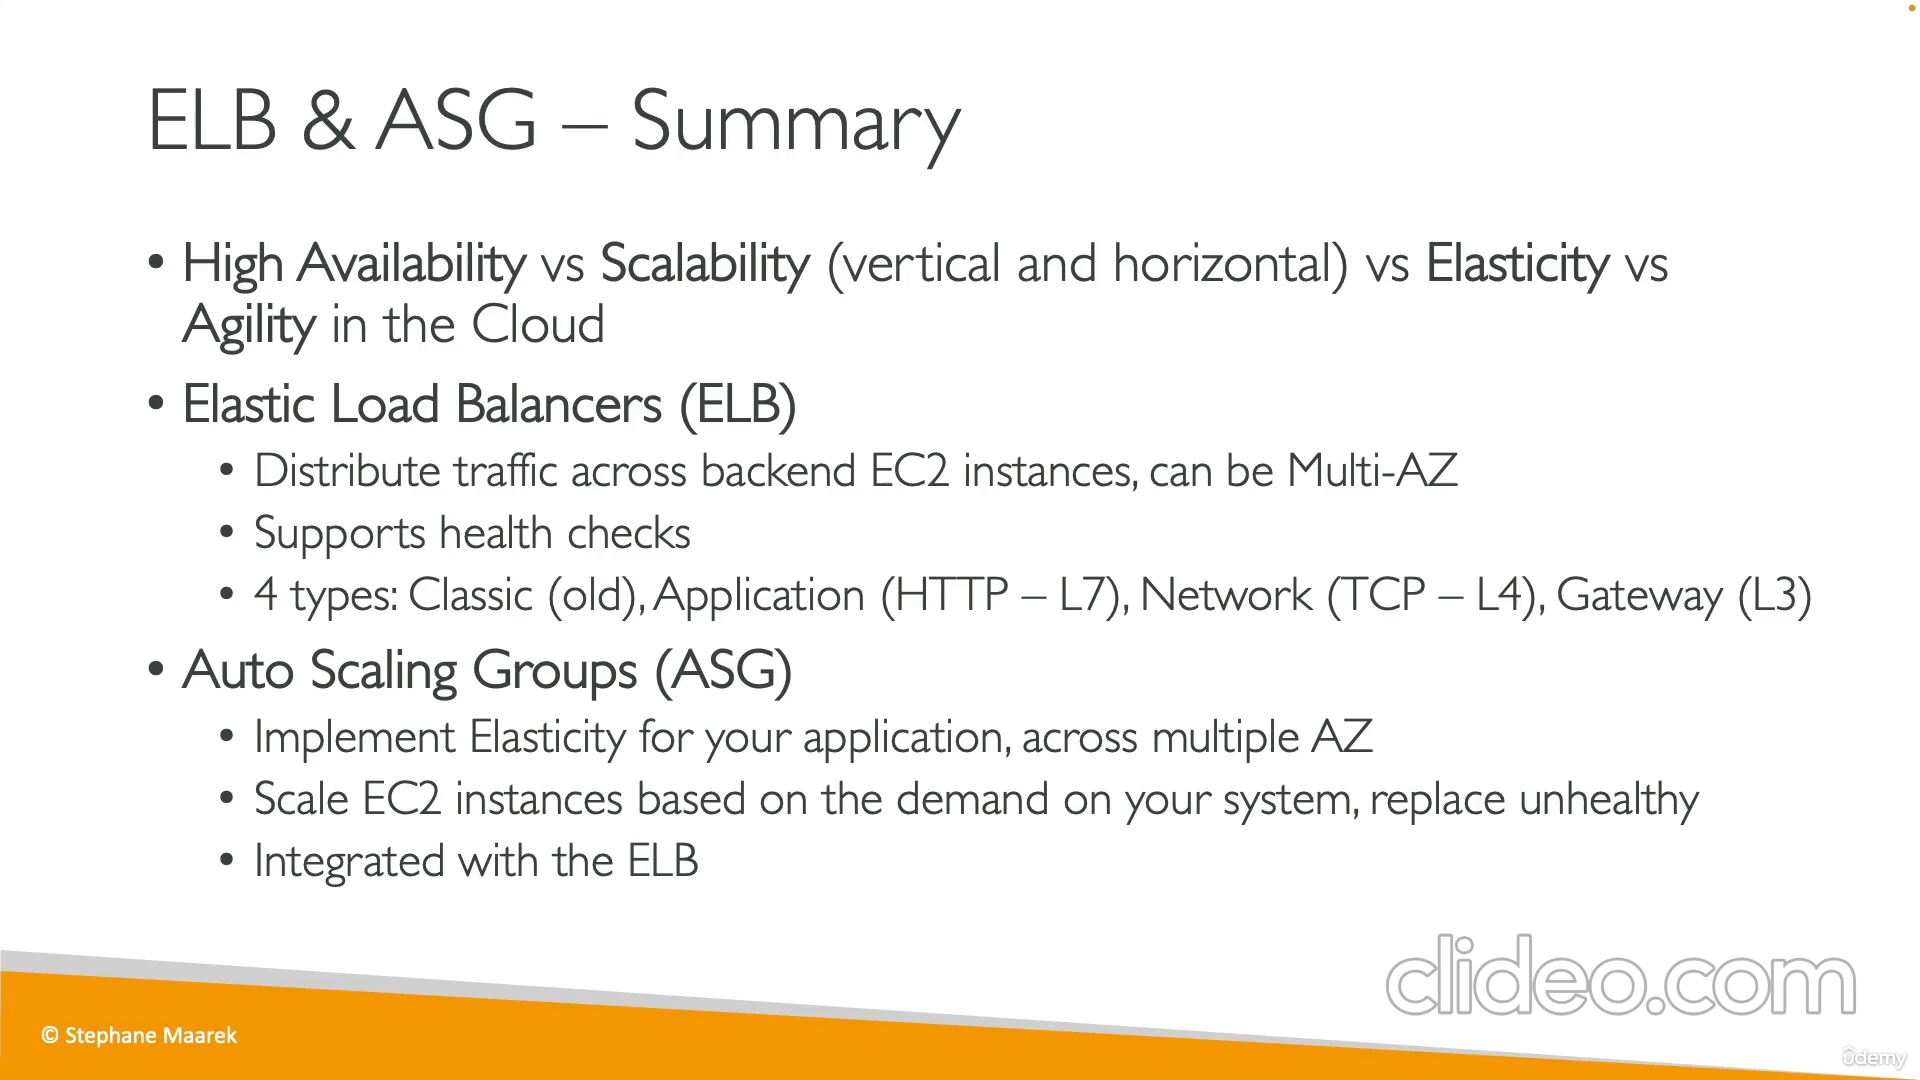 ELB & ASG – Summary
• High Availability vs Scalability (vertical and horizontal) vs Elasticity vs
Agility in the Cloud
• Elastic Load Balancers (ELB)
• Distribute traffic across backend EC2 instances, can be Multi-AZ
• Supports health checks
• 4 types: Classic (old), Application (HTTP – L7), Network (TCP – L4), Gateway (L3)
• Auto Scaling Groups (ASG)
• Implement Elasticity for your application, across multiple AZ
• Scale EC2 instances based on the demand on your system, replace unhealthy
• Integrated with the ELB
clideo.com
© Stephane Maarek
ûdemy